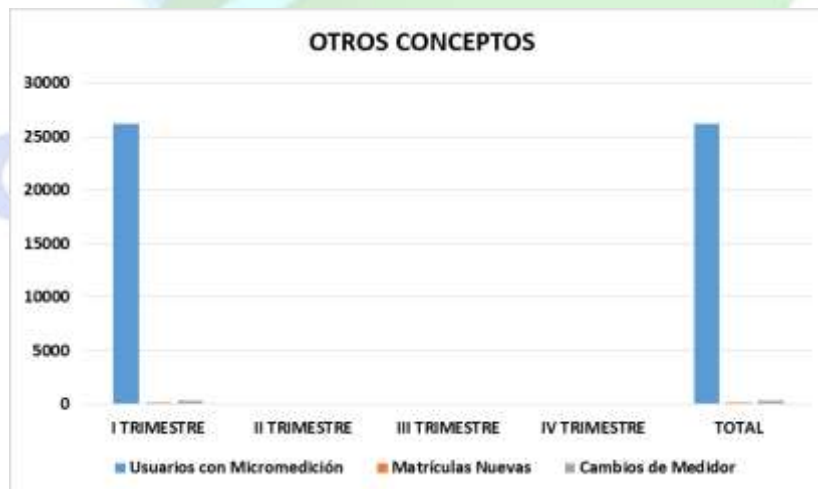 OTROS CONCEPTOS
30000
25000
20000
15000
10000
5000
0
I TRIMESTRE II TRIMESTRE III TRIMESTRE IV TRIMESTRE TOTAL
Usuarios con Micromedición Matrículas Nuevas Cambios de Medidor